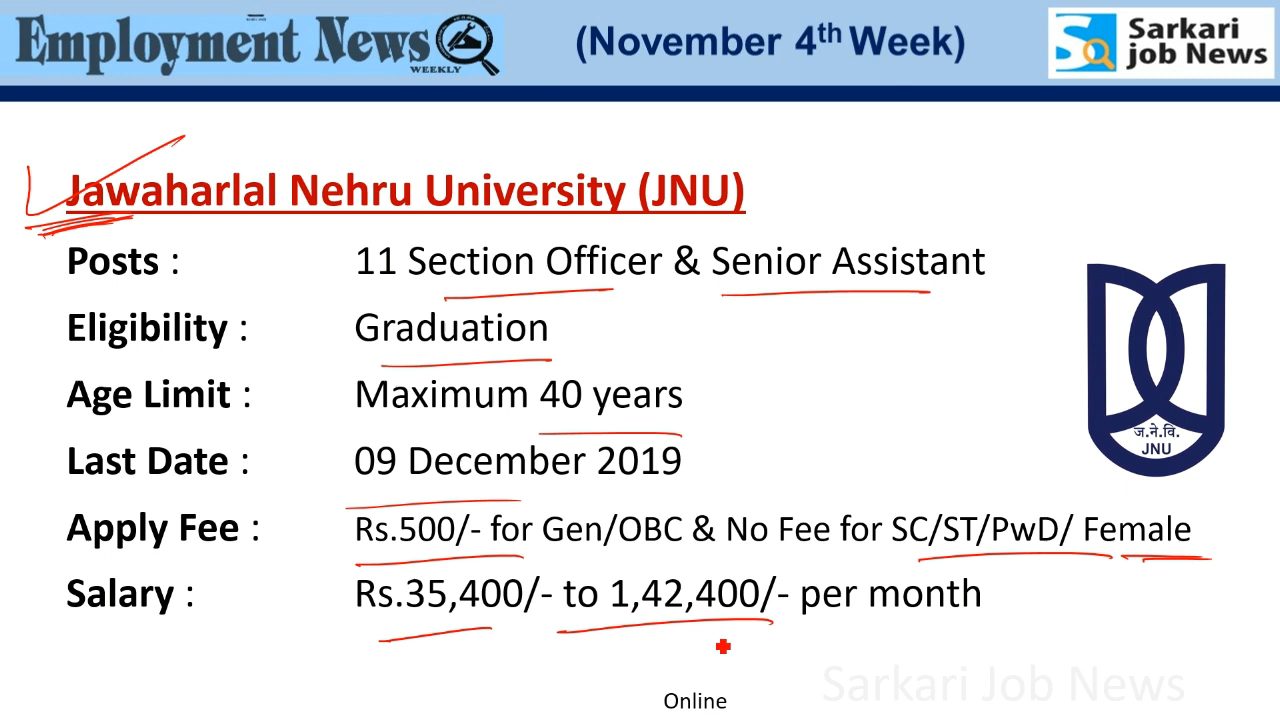 Employment News
WEEKLY
(November 4th Week)
Sarkari
job News
Jawaharlal Nehru University (JNU)
Posts : 11 Section Officer & Senior Assistant
Eligibility : Graduation
Age Limit : Maximum 40 years
Last Date : 09 December 2019
Apply Fee : Rs.500/- for Gen/OBC & No Fee for SC/ST/PwD/ Female
Salary : Rs.35,400/- to 1,42,400/- per month
ज.ने.वि.
JNU
Sarkari Job News
Online